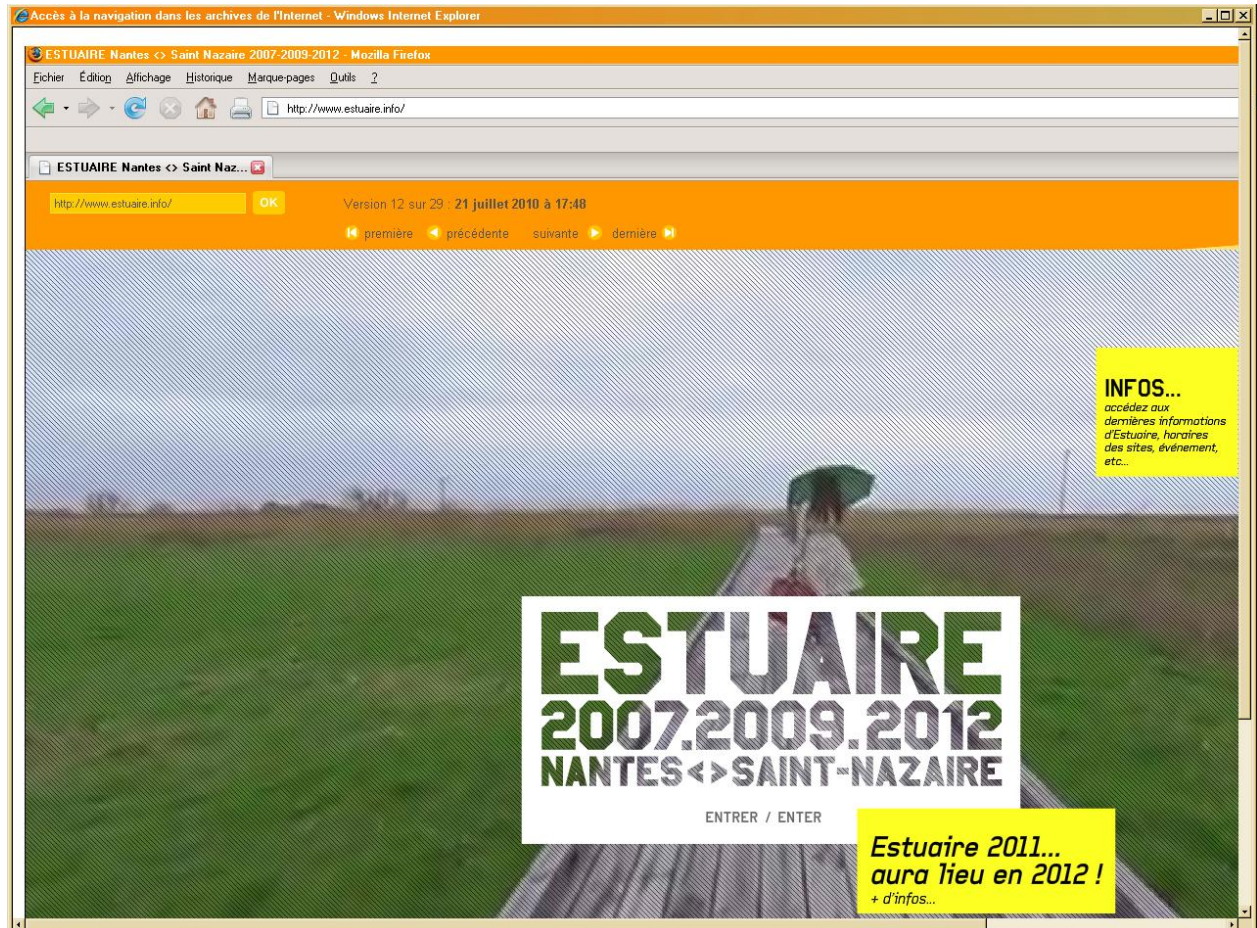 Accès à la navigation dans les archives de l'Internet - Windows Internet Explorer
ESTUAIRE Nantes <> Saint Nazaire 2007-2009-2012 - Mozilla Firefox
Fichier Édition Affichage Historique Marque-pages Outils ?
http://www.estuaire.info/
ESTUAIRE Nantes <> Saint Naz...
http://www.estuaire.info/ OK Version 12 sur 29 : 21 juillet 2010 à 17:48
première précédente suivante dernière
INFOS...
accédez aux
dernières informations
d'Estuaire, horaires
des sites, événement,
etc...
ESTUAIRE
2007.2009.2012
NANTES<>SAINT-NAZAIRE
ENTRER / ENTER
Estuaire 2011...
aura lieu en 2012 !
+ d'infos...